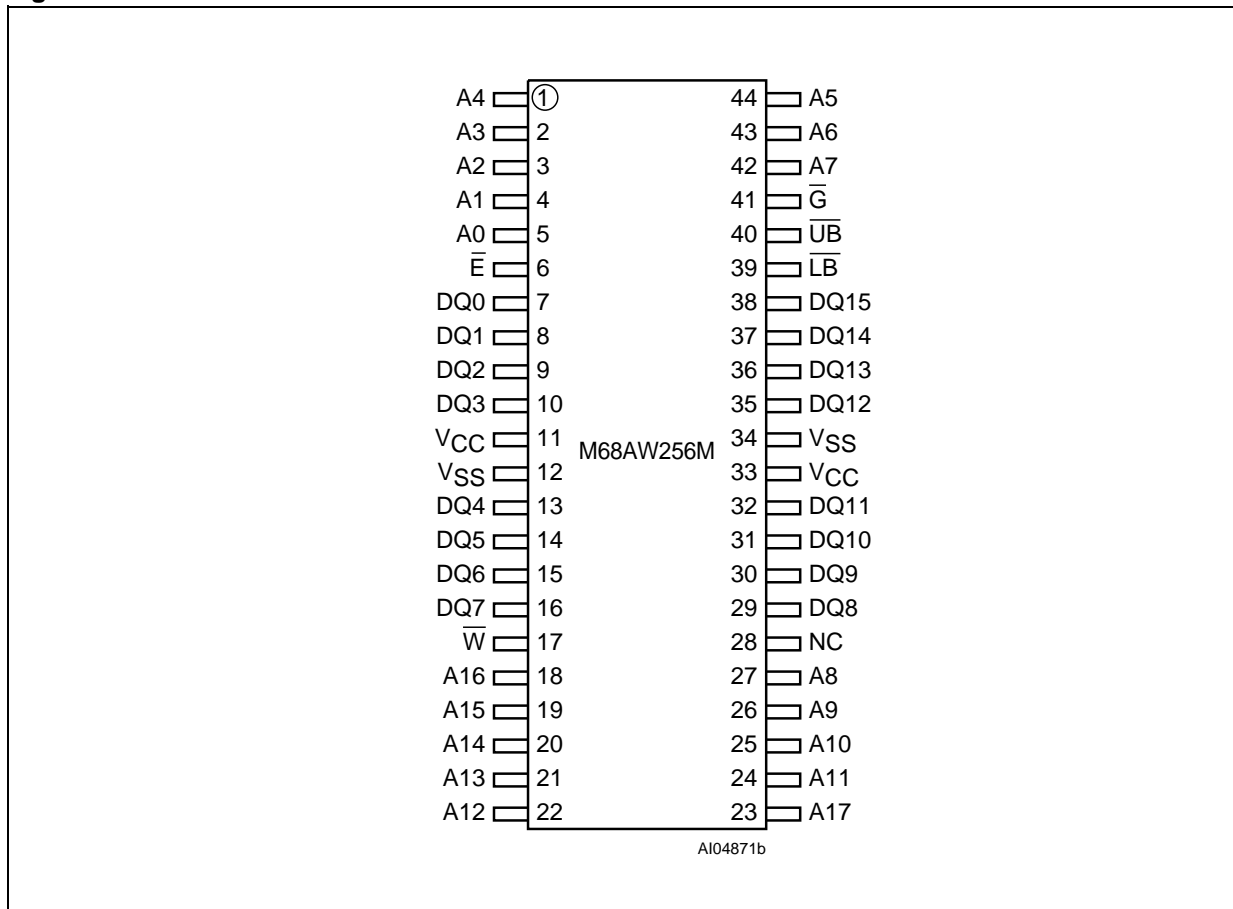 A4 1 44 A5
A3 2 43 A6
A2 3 42 A7
A1 4 41 G̅
A0 5 40 U̅B̅
E̅ 6 39 L̅B̅
DQ0 7 38 DQ15
DQ1 8 37 DQ14
DQ2 9 36 DQ13
DQ3 10 35 DQ12
VCC 11 34 VSS
M68AW256M
VSS 12 33 VCC
DQ4 13 32 DQ11
DQ5 14 31 DQ10
DQ6 15 30 DQ9
DQ7 16 29 DQ8
W̅ 17 28 NC
A16 18 27 A8
A15 19 26 A9
A14 20 25 A10
A13 21 24 A11
A12 22 23 A17
AI04871b